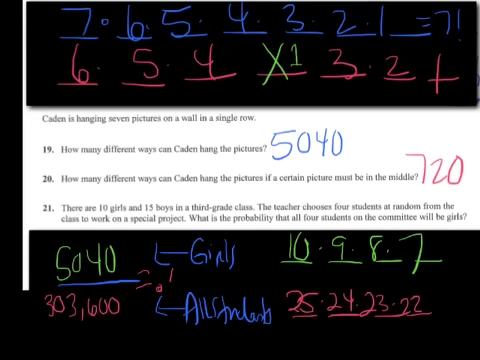 7 · 6 · 5 · 4 · 3 · 2 · 1 = 7!
6 · 5 · 4 X1 3 · 2 · 1
Caden is hanging seven pictures on a wall in a single row.
19. How many different ways can Caden hang the pictures? 5040
20. How many different ways can Caden hang the pictures if a certain picture must be in the middle? 720
21. There are 10 girls and 15 boys in a third-grade class. The teacher chooses four students at random from the
class to work on a special project. What is the probability that all four students on the committee will be girls?
5040 Girls 10 · 9 · 8 · 7
= .1
303,600 All Students 25 · 24 · 23 · 22